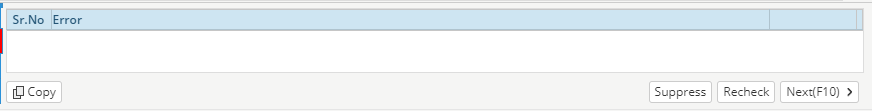 Sr.No Error
Copy Suppress Recheck Next(F10)